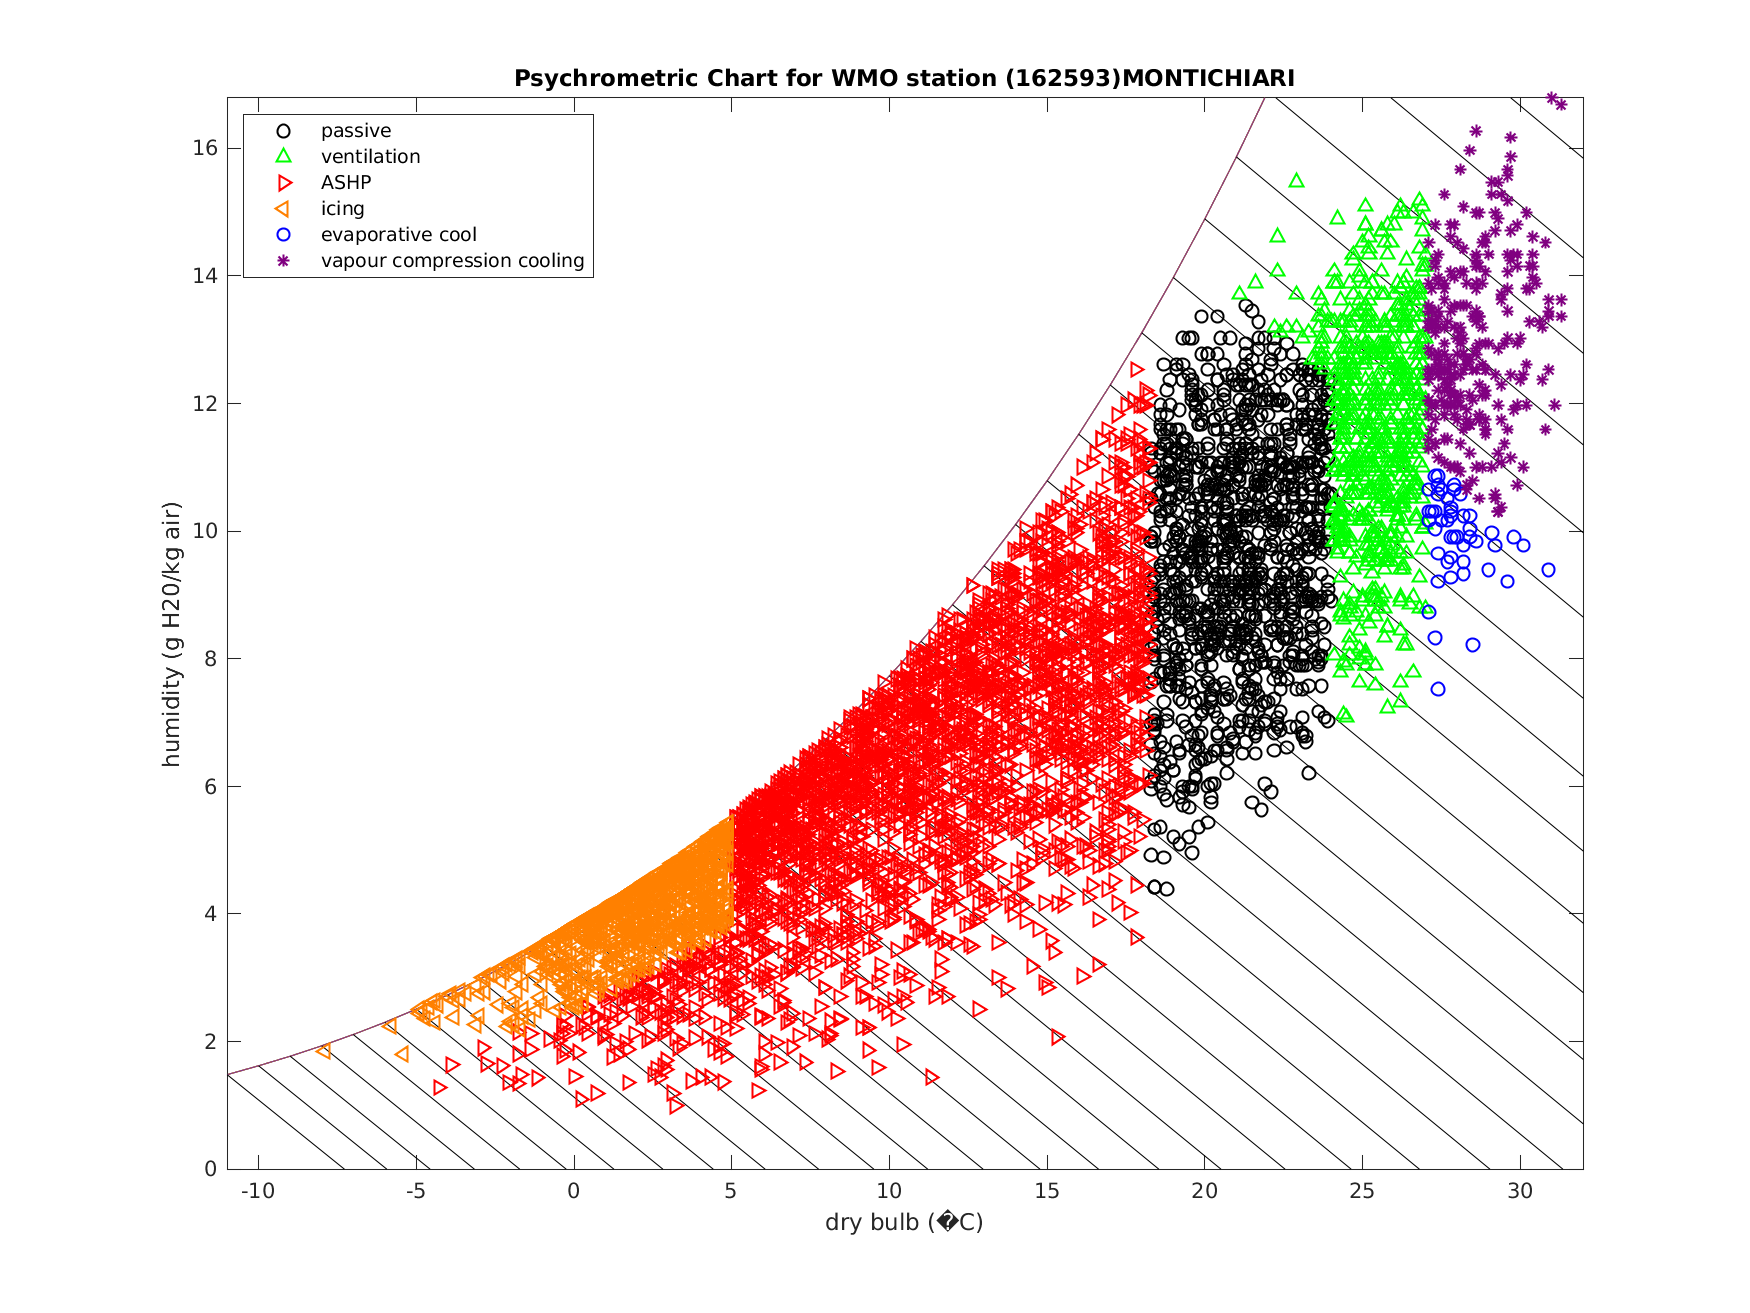 Psychrometric Chart for WMO station (162593)MONTICHIARI
passive
ventilation
ASHP
icing
evaporative cool
vapour compression cooling
humidity (g H20/kg air)
16
14
12
10
8
6
4
2
0
-10 -5 0 5 10 15 20 25 30
dry bulb (�C)